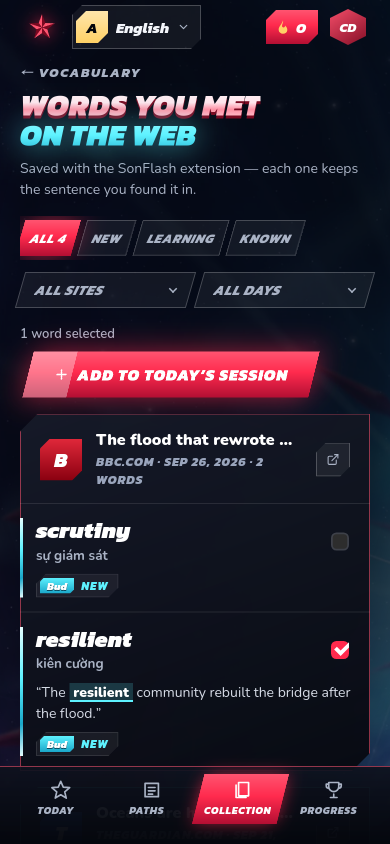 A English 0 CD
← VOCABULARY
WORDS YOU MET
ON THE WEB
Saved with the SonFlash extension — each one keeps
the sentence you found it in.
ALL 4 NEW LEARNING KNOWN
ALL SITES ALL DAYS
1 word selected
+ ADD TO TODAY'S SESSION
B The flood that rewrote ...
BBC.COM · SEP 26, 2026 · 2
WORDS
scrutiny
sự giám sát
Bud NEW
resilient
kiên cường
“The resilient community rebuilt the bridge after
the flood.”
Bud NEW
TODAY PATHS COLLECTION PROGRESS